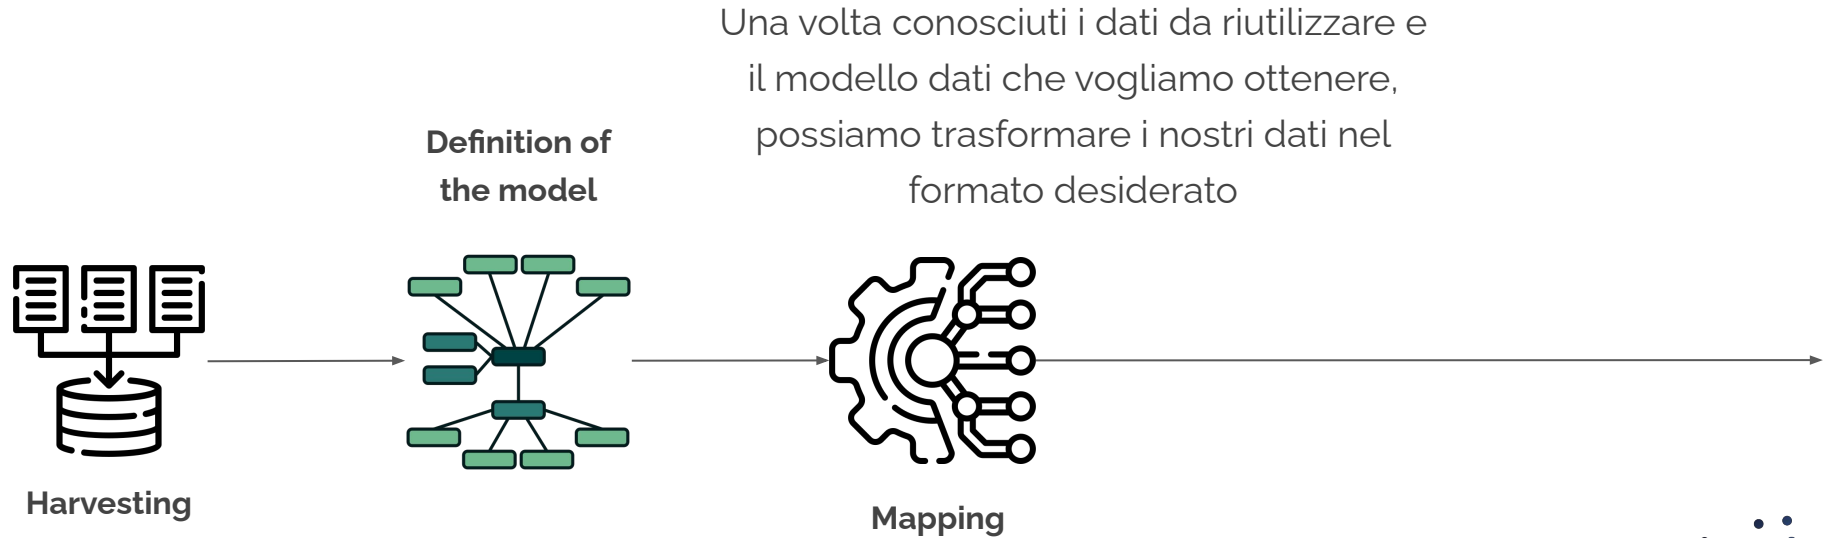 Una volta conosciuti i dati da riutilizzare e
il modello dati che vogliamo ottenere,
possiamo trasformare i nostri dati nel
formato desiderato
Definition of
the model
Harvesting
Mapping